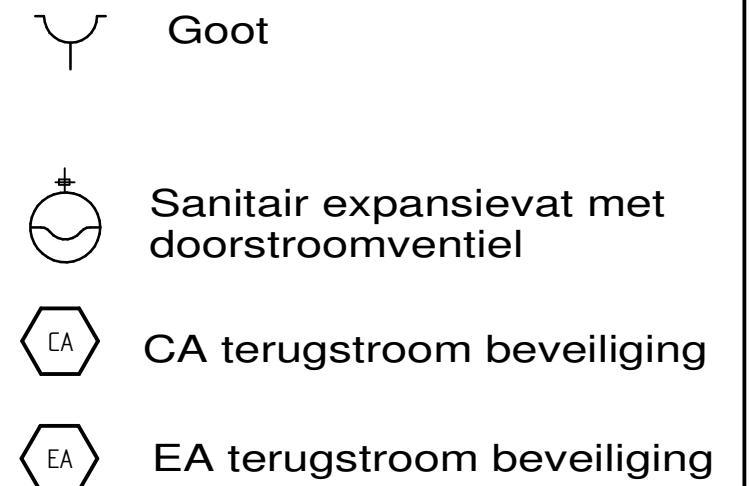 Goot
Sanitair expansievat met
doorstroomventiel
CA CA terugstroom beveiliging
EA EA terugstroom beveiliging